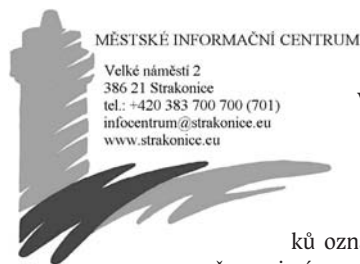 MĚSTSKÉ INFORMAČNÍ CENTRUM
Velké náměstí 2
386 21 Strakonice
tel.: +420 383 700 700 (701)
infocentrum@strakonice.eu
www.strakonice.eu
ků